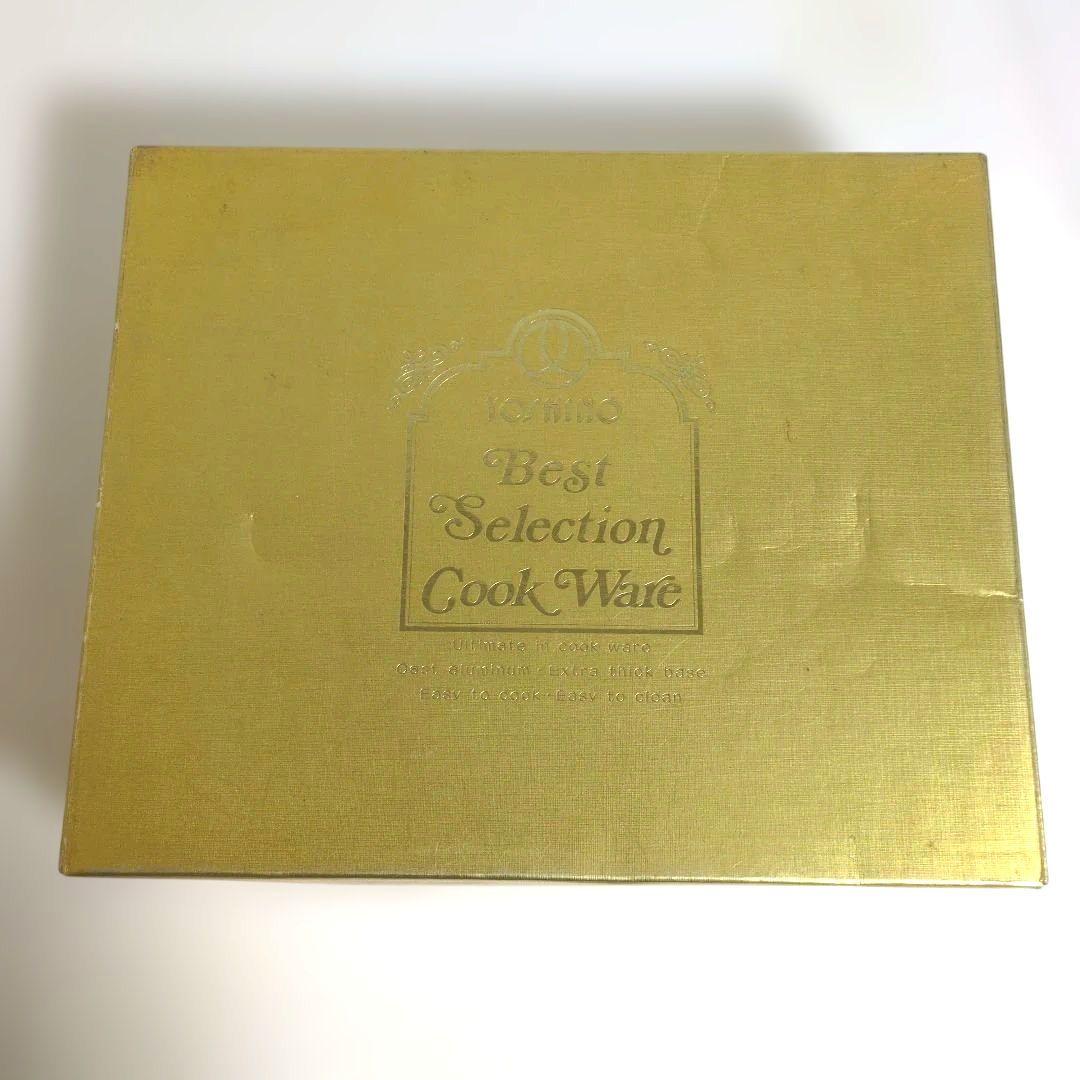 Best
Selection
Cook Ware
Ultimate in cook ware
Cast aluminum · Extra thick base
Easy to cook · Easy to clean